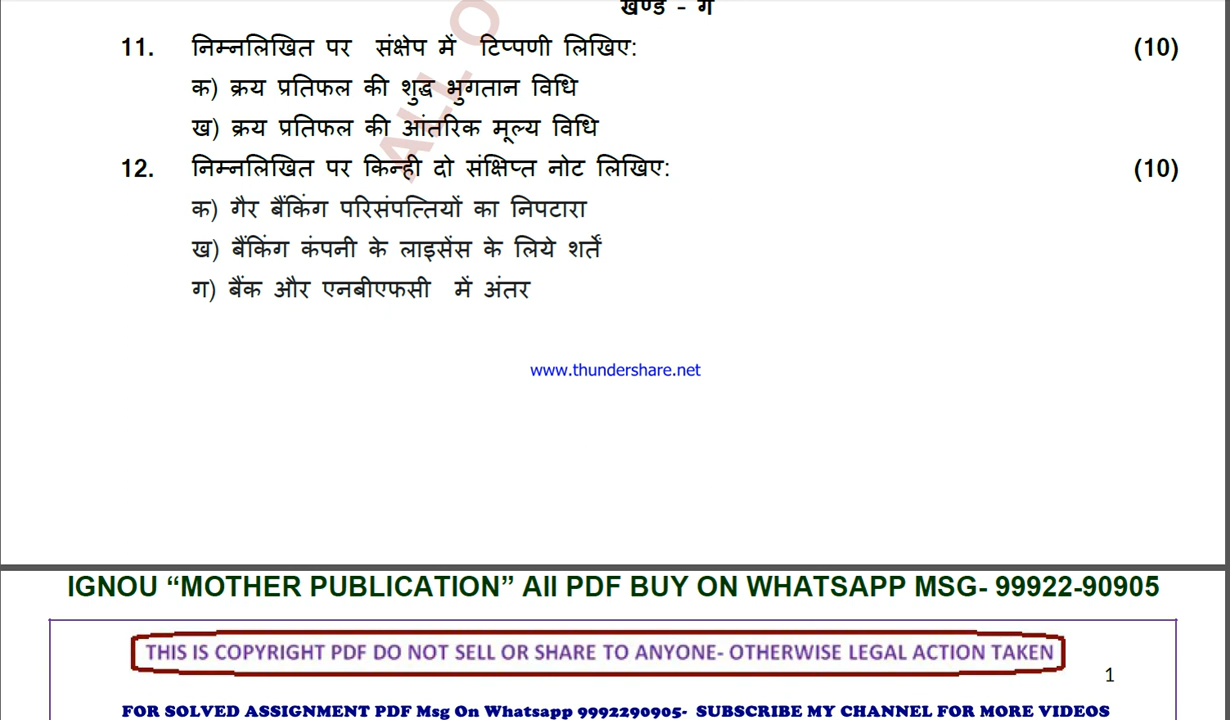 खण्ड - ग
11. निम्नलिखित पर संक्षेप में टिप्पणी लिखिए: (10)
क) क्रय प्रतिफल की शुद्ध भुगतान विधि
ख) क्रय प्रतिफल की आंतरिक मूल्य विधि
12. निम्नलिखित पर किन्ही दो संक्षिप्त नोट लिखिए: (10)
क) गैर बैंकिंग परिसंपत्तियों का निपटारा
ख) बैंकिंग कंपनी के लाइसेंस के लिये शर्तें
ग) बैंक और एनबीएफसी में अंतर
ALL O
www.thundershare.net
IGNOU “MOTHER PUBLICATION” All PDF BUY ON WHATSAPP MSG- 99922-90905
THIS IS COPYRIGHT PDF DO NOT SELL OR SHARE TO ANYONE- OTHERWISE LEGAL ACTION TAKEN
1
FOR SOLVED ASSIGNMENT PDF Msg On Whatsapp 9992290905- SUBSCRIBE MY CHANNEL FOR MORE VIDEOS